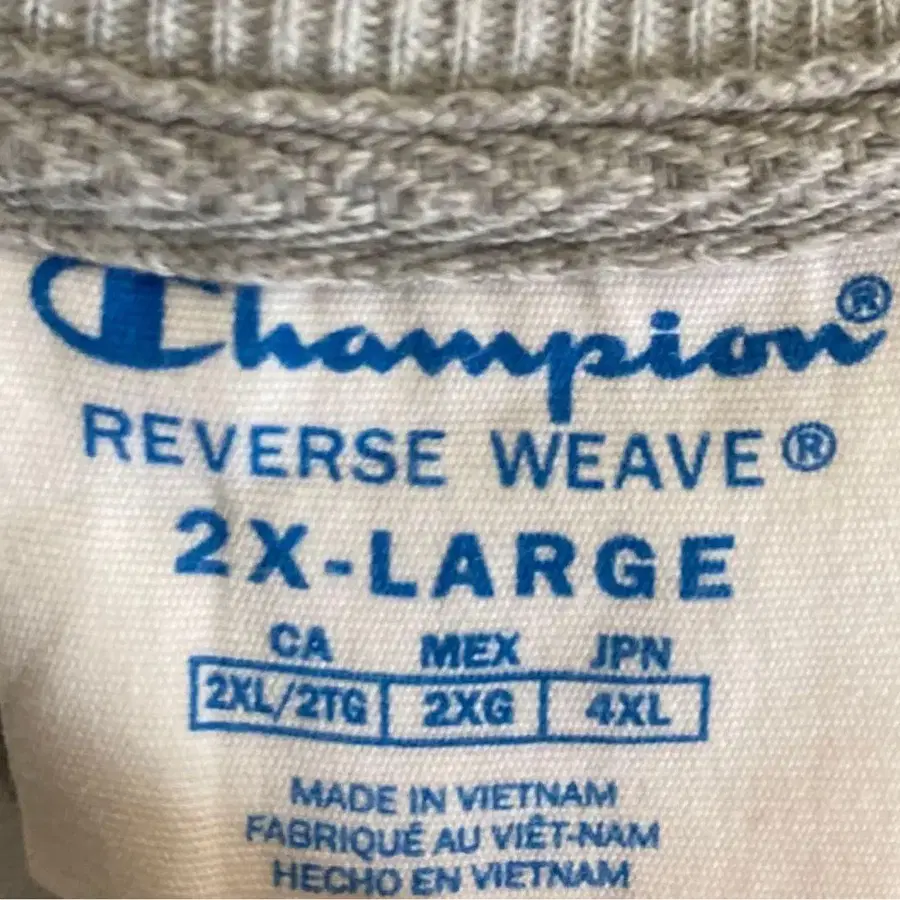 Champion®
REVERSE WEAVE®
2X-LARGE
CA MEX JPN
2XL/2TG 2XG 4XL
MADE IN VIETNAM
FABRIQUÉ AU VIÊT-NAM
HECHO EN VIETNAM